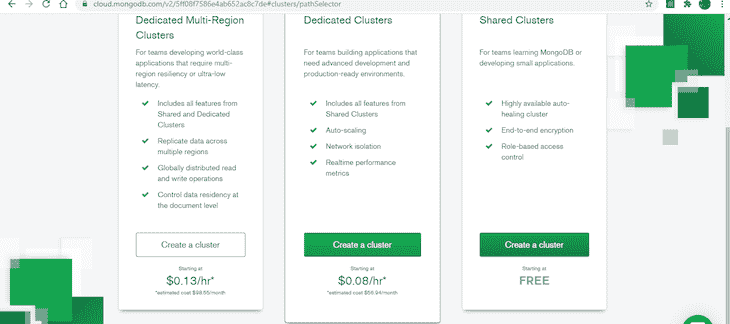 cloud.mongodb.com/v2/5ff08f7586e4ab652ac8c7de#clusters/pathSelector
Dedicated Multi-Region
Clusters
For teams developing world-class
applications that require multi-
region resiliency or ultra-low
latency.
Includes all features from
Shared and Dedicated
Clusters
Replicate data across
multiple regions
Globally distributed read
and write operations
Control data residency at
the document level
Create a cluster
Starting at
$0.13/hr*
*estimated cost $98.55/month
Dedicated Clusters
For teams building applications that
need advanced development and
production-ready environments.
Includes all features from
Shared Clusters
Auto-scaling
Network isolation
Realtime performance
metrics
Create a cluster
Starting at
$0.08/hr*
*estimated cost $56.94/month
Shared Clusters
For teams learning MongoDB or
developing small applications.
Highly available auto-
healing cluster
End-to-end encryption
Role-based access
control
Create a cluster
Starting at
FREE